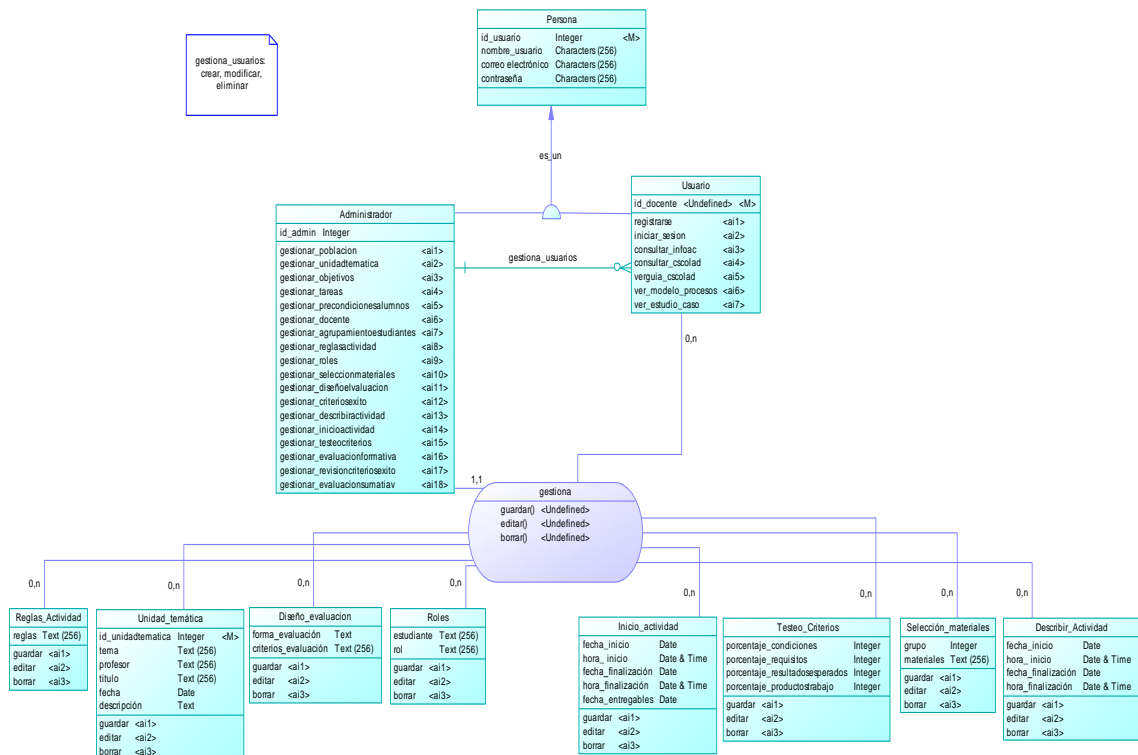 Persona
id_usuario Integer <M>
nombre_usuario Characters (256)
correo electrónico Characters (256)
contraseña Characters (256)
gestiona_usuarios:
crear, modificar,
eliminar
es_un
Usuario
id_docente <Undefined> <M>
registrarse <ai1>
iniciar_sesion <ai2>
consultar_infoac <ai3>
consultar_cscolad <ai4>
verguia_cscolad <ai5>
ver_modelo_procesos <ai6>
ver_estudio_caso <ai7>
Administrador
id_admin Integer
gestionar_poblacion <ai1>
gestionar_unidadtematica <ai2>
gestionar_objetivos <ai3>
gestionar_tareas <ai4>
gestionar_precondicionesalumnos <ai5>
gestionar_docente <ai6>
gestionar_agrupamientoestudiantes <ai7>
gestionar_reglasactividad <ai8>
gestionar_roles <ai9>
gestionar_seleccionmateriales <ai10>
gestionar_diseñoelvaluacion <ai11>
gestionar_criteriosexito <ai12>
gestionar_describiractividad <ai13>
gestionar_inicioactividad <ai14>
gestionar_testeocriterios <ai15>
gestionar_evaluacionformativa <ai16>
gestionar_revisioncriteriosexito <ai17>
gestionar_evaluacionsumatiav <ai18>
gestiona_usuarios
0,n
1,1
gestiona
guardar() <Undefined>
editar() <Undefined>
borrar() <Undefined>
0,n
0,n
0,n
0,n
0,n
0,n
0,n
0,n
Reglas_Actividad
reglas Text (256)
guardar <ai1>
editar <ai2>
borrar <ai3>
Unidad_temática
id_unidadtematica Integer <M>
tema Text (256)
profesor Text (256)
titulo Text (256)
fecha Date
descripción Text
guardar <ai1>
editar <ai2>
borrar <ai3>
Diseño_evaluacion
forma_evaluación Text
criterios_evaluación Text (256)
guardar <ai1>
editar <ai2>
borrar <ai3>
Roles
estudiante Text (256)
rol Text (256)
guardar <ai1>
editar <ai2>
borrar <ai3>
Inicio_actividad
fecha_inicio Date
hora_ inicio Date & Time
fecha_finalización Date
hora_finalización Date & Time
fecha_entregables Date
guardar <ai1>
editar <ai2>
borrar <ai3>
Testeo_Criterios
porcentaje_condiciones Integer
porcentaje_requisitos Integer
porcentaje_resultadosesperados Integer
porcentaje_productostrabajo Integer
guardar <ai1>
editar <ai2>
borrar <ai3>
Selección_materiales
grupo Integer
materiales Text (256)
guardar <ai1>
editar <ai2>
borrar <ai3>
Describir_Actividad
fecha_inicio Date
hora_ inicio Date & Time
fecha_finalización Date
hora_finalización Date & Time
guardar <ai1>
editar <ai2>
borrar <ai3>